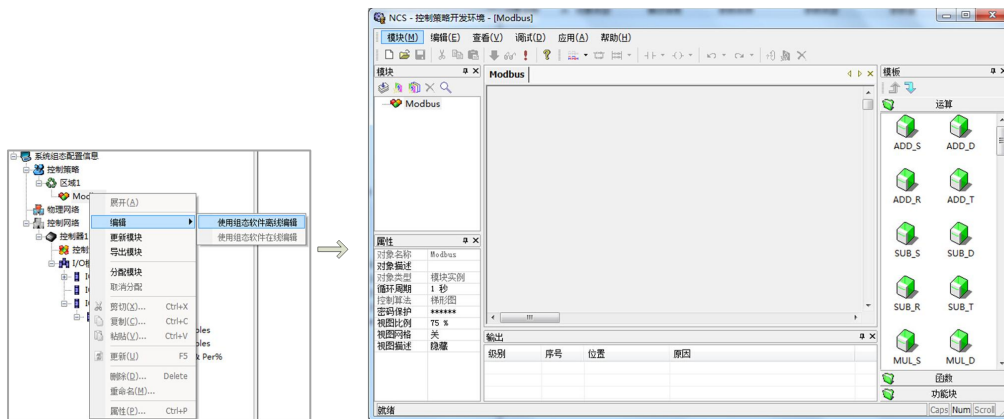 系统组态配置信息
控制策略
区域1
物理网络
控制网络
控制器1
展开(A)
编辑
更新模块
导出模块
分配模块
取消分配
剪切(X)... Ctrl+X
复制(C)... Ctrl+C
粘贴(V)... Ctrl+V
更新(U) F5
删除(D)... Delete
重命名(M)...
属性(P)... Ctrl+P
使用组态软件离线编辑
使用组态软件在线编辑
NCS - 控制策略开发环境 - [Modbus]
模块(M) 编辑(E) 查看(V) 调试(D) 应用(A) 帮助(H)
模块
Modbus
Modbus
属性
对象名称 Modbus
对象描述
对象类型 模块实例
循环周期 1 秒
控制算法 梯形图
密码保护 ******
视图比例 75 %
视图网格 关
视图描述 隐藏
输出
级别 序号 位置 原因
模板
运算
ADD_S ADD_D
ADD_R ADD_T
SUB_S SUB_D
SUB_R SUB_T
MUL_S MUL_D
函数
功能块
就绪
Caps Num Scrol